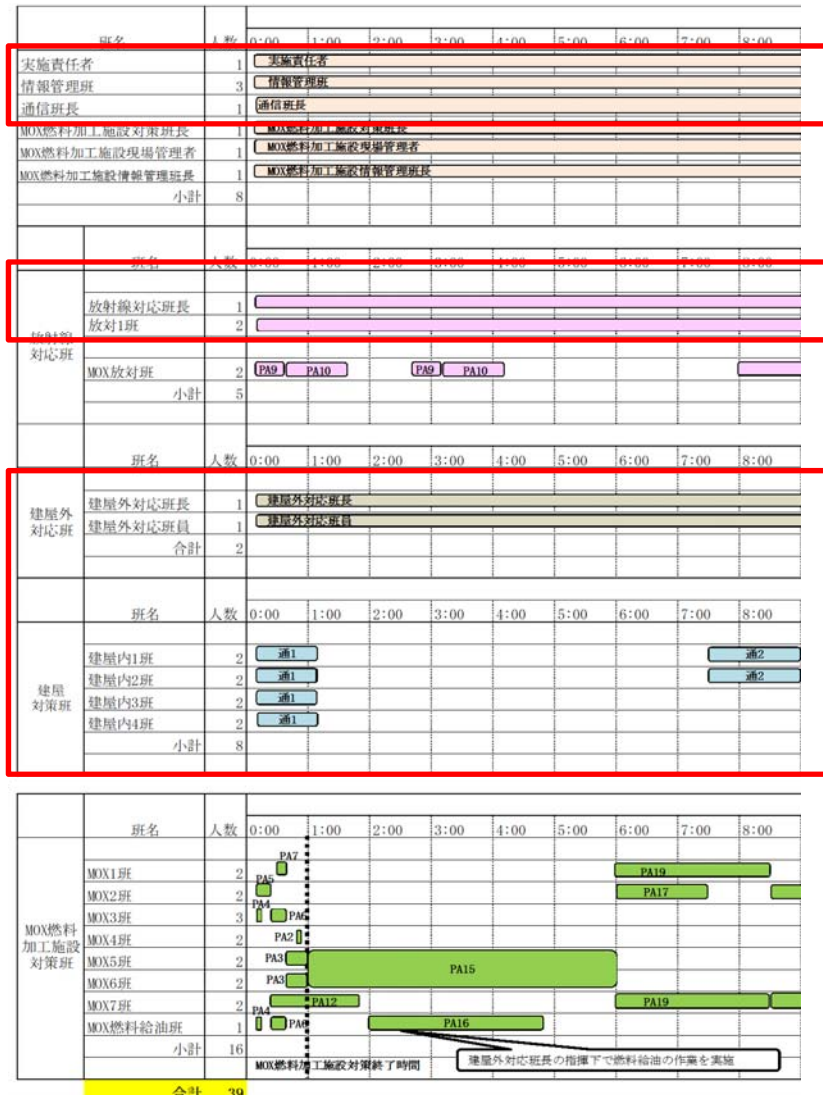 班名 人数 0:00 1:00 2:00 3:00 4:00 5:00 6:00 7:00 8:00
実施責任者 1 実施責任者
情報管理班 3 情報管理班
通信班長 1 通信班長
MOX燃料加工施設対策班長 1 MOX燃料加工施設対策班長
MOX燃料加工施設現場管理者 1 MOX燃料加工施設現場管理者
MOX燃料加工施設情報管理班長 1 MOX燃料加工施設情報管理班長
小計 8
班名 人数 0:00 1:00 2:00 3:00 4:00 5:00 6:00 7:00 8:00
放射線対応班長 1
放対1班 2
放射線
対応班
MOX放対班 2 PA9 PA10 PA9 PA10
小計 5
班名 人数 0:00 1:00 2:00 3:00 4:00 5:00 6:00 7:00 8:00
建屋外
対応班
建屋外対応班長 1 建屋外対応班長
建屋外対応班員 1 建屋外対応班員
合計 2
班名 人数 0:00 1:00 2:00 3:00 4:00 5:00 6:00 7:00 8:00
建屋
対策班
建屋内1班 2 通1 通2
建屋内2班 2 通1 通2
建屋内3班 2 通1
建屋内4班 2 通1
小計 8
班名 人数 0:00 1:00 2:00 3:00 4:00 5:00 6:00 7:00 8:00
MOX燃料
加工施設
対策班
MOX1班 2 PA7 PA19
MOX2班 2 PA5 PA17
MOX3班 3 PA4 PA6
MOX4班 2 PA2
MOX5班 2 PA3 PA15
MOX6班 2 PA3
MOX7班 2 PA12 PA19
MOX燃料給油班 1 PA4 PA6 PA16
小計 16
MOX燃料加工施設対策終了時間
建屋外対応班長の指揮下で燃料給油の作業を実施
合計 39